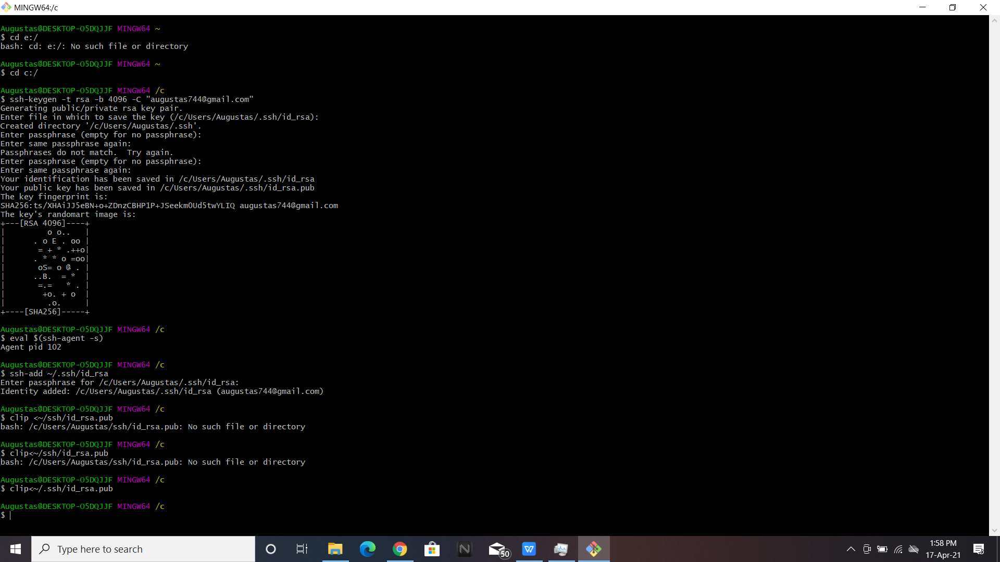 MINGW64:/c
Augustas@DESKTOP-O5DQJJF MINGW64 ~
$ cd e:/
bash: cd: e:/: No such file or directory
Augustas@DESKTOP-O5DQJJF MINGW64 ~
$ cd c:/
Augustas@DESKTOP-O5DQJJF MINGW64 /c
$ ssh-keygen -t rsa -b 4096 -C "augustas744@gmail.com"
Generating public/private rsa key pair.
Enter file in which to save the key (/c/Users/Augustas/.ssh/id_rsa):
Created directory '/c/Users/Augustas/.ssh'.
Enter passphrase (empty for no passphrase):
Enter same passphrase again:
Passphrases do not match.  Try again.
Enter passphrase (empty for no passphrase):
Enter same passphrase again:
Your identification has been saved in /c/Users/Augustas/.ssh/id_rsa
Your public key has been saved in /c/Users/Augustas/.ssh/id_rsa.pub
The key fingerprint is:
SHA256:ts/XHAiJJ5eBN+o+ZDnzCBHP1P+JSeekmOUd5twYLIQ augustas744@gmail.com
The key's randomart image is:
+---[RSA 4096]----+
|         o o..   |
|      . o E . oo |
|       = + * .++o|
|      . * * o =oo|
|       oS= o @ . |
|      ..B.  = *  |
|       =.=   * . |
|        +o. + o  |
|         .o.     |
+----[SHA256]-----+
Augustas@DESKTOP-O5DQJJF MINGW64 /c
$ eval $(ssh-agent -s)
Agent pid 102
Augustas@DESKTOP-O5DQJJF MINGW64 /c
$ ssh-add ~/.ssh/id_rsa
Enter passphrase for /c/Users/Augustas/.ssh/id_rsa:
Identity added: /c/Users/Augustas/.ssh/id_rsa (augustas744@gmail.com)
Augustas@DESKTOP-O5DQJJF MINGW64 /c
$ clip <~/ssh/id_rsa.pub
bash: /c/Users/Augustas/ssh/id_rsa.pub: No such file or directory
Augustas@DESKTOP-O5DQJJF MINGW64 /c
$ clip<~/ssh/id_rsa.pub
bash: /c/Users/Augustas/ssh/id_rsa.pub: No such file or directory
Augustas@DESKTOP-O5DQJJF MINGW64 /c
$ clip<~/.ssh/id_rsa.pub
Augustas@DESKTOP-O5DQJJF MINGW64 /c
$
Type here to search
50
1:58 PM
17-Apr-21